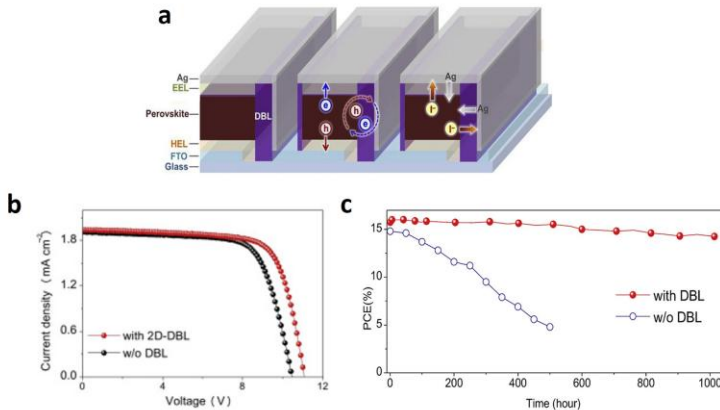 a
Ag
EEL
Perovskite
HEL
FTO
Glass
DBL
e
h
h
e
Ag
I-
Ag
I-
b
Current density (mA cm⁻²)
1.8
1.2
0.6
0.0
with 2D-DBL
w/o DBL
0 4 8 12
Voltage (V)
c
PCE(%)
15
10
5
0
with DBL
w/o DBL
0 200 400 600 800 1000
Time (hour)